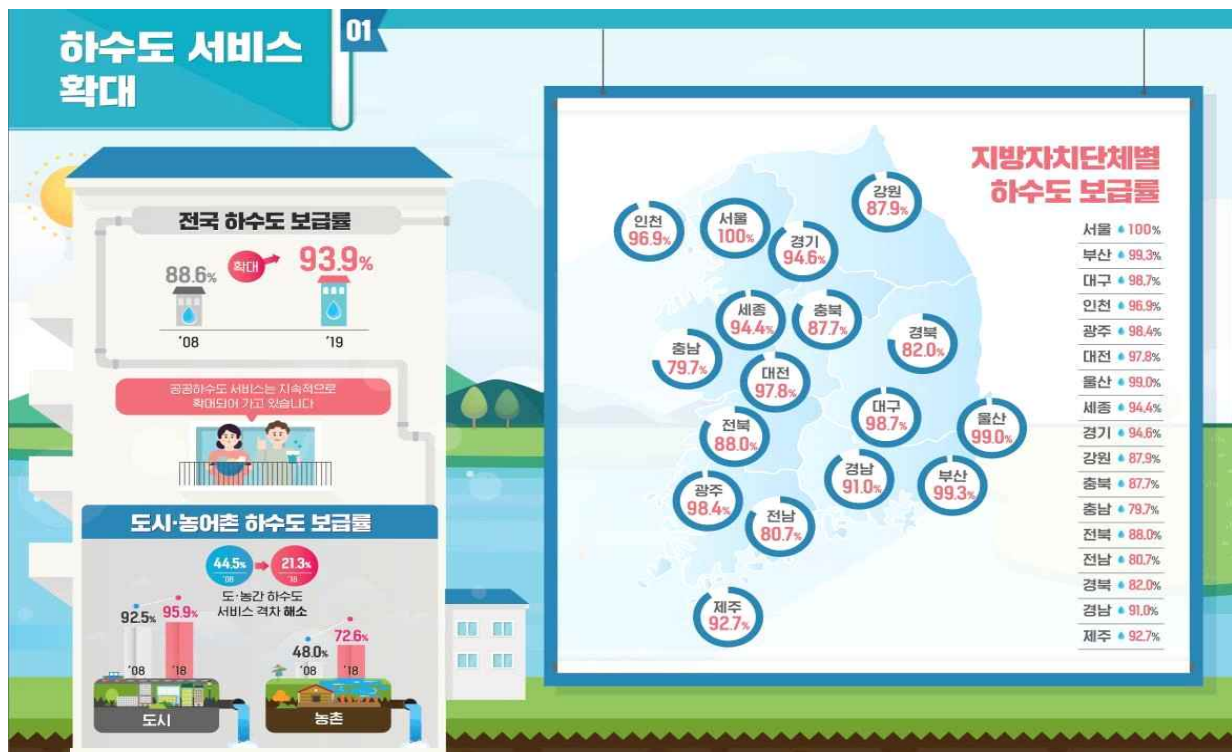 하수도 서비스
확대
01
전국 하수도 보급률
88.6%
확대
93.9%
'08
'19
공공하수도 서비스는 지속적으로
확대되어 가고 있습니다
도시·농어촌 하수도 보급률
44.5%
'08
21.3%
'18
도·농간 하수도
서비스 격차 해소
92.5%
95.9%
'08
'18
도시
48.0%
72.6%
'08
'18
농촌
지방자치단체별
하수도 보급률
강원
87.9%
인천
96.9%
서울
100%
경기
94.6%
세종
94.4%
충북
87.7%
경북
82.0%
충남
79.7%
대전
97.8%
대구
98.7%
울산
99.0%
전북
88.0%
경남
91.0%
부산
99.3%
광주
98.4%
전남
80.7%
제주
92.7%
서울 100%
부산 99.3%
대구 98.7%
인천 96.9%
광주 98.4%
대전 97.8%
울산 99.0%
세종 94.4%
경기 94.6%
강원 87.9%
충북 87.7%
충남 79.7%
전북 88.0%
전남 80.7%
경북 82.0%
경남 91.0%
제주 92.7%